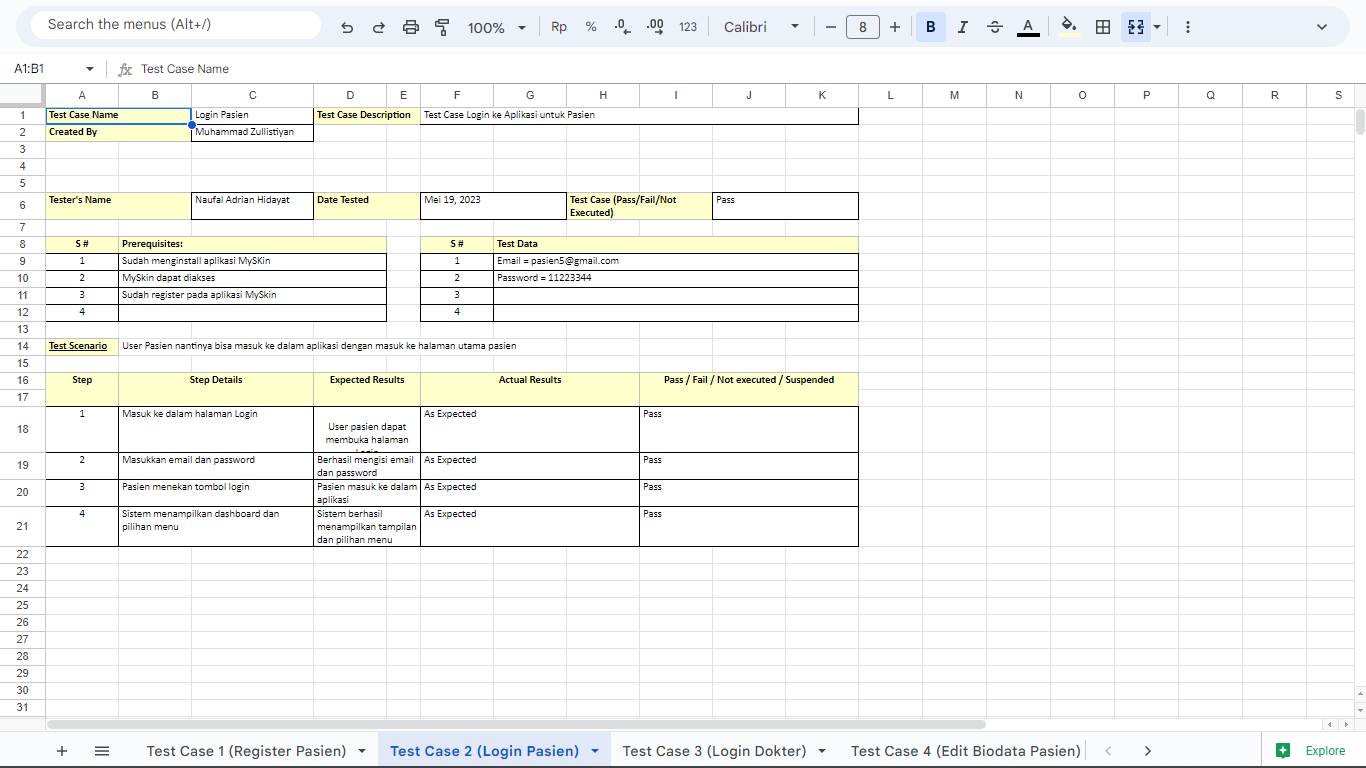 Search the menus (Alt+/)
100%
Rp
%
.0
.00
123
Calibri
8
B
I
S
A
A1:B1
fx
Test Case Name
A B C D E F G H I J K L M N O P Q R S
1 Test Case Name Login Pasien Test Case Description Test Case Login ke Aplikasi untuk Pasien
2 Created By Muhammad Zullistiyan
3
4
5
6 Tester's Name Naufal Adrian Hidayat Date Tested Mei 19, 2023 Test Case (Pass/Fail/Not Pass
Executed)
7
8 S # Prerequisites: S # Test Data
9 1 Sudah menginstall aplikasi MySKin 1 Email = pasien5@gmail.com
10 2 MySkin dapat diakses 2 Password = 11223344
11 3 Sudah register pada aplikasi MySkin 3
12 4 4
13
14 Test Scenario User Pasien nantinya bisa masuk ke dalam aplikasi dengan masuk ke halaman utama pasien
15
16 Step Step Details Expected Results Actual Results Pass / Fail / Not executed / Suspended
17
1 Masuk ke dalam halaman Login As Expected Pass
18 User pasien dapat
membuka halaman
19 2 Masukkan email dan password Berhasil mengisi email As Expected Pass
dan password
20 3 Pasien menekan tombol login Pasien masuk ke dalam As Expected Pass
aplikasi
4 Sistem menampilkan dashboard dan Sistem berhasil As Expected Pass
21 pilihan menu menampilkan tampilan
dan pilihan menu
22
23
24
25
26
27
28
29
30
31
Test Case 1 (Register Pasien)
Test Case 2 (Login Pasien)
Test Case 3 (Login Dokter)
Test Case 4 (Edit Biodata Pasien)
Explore